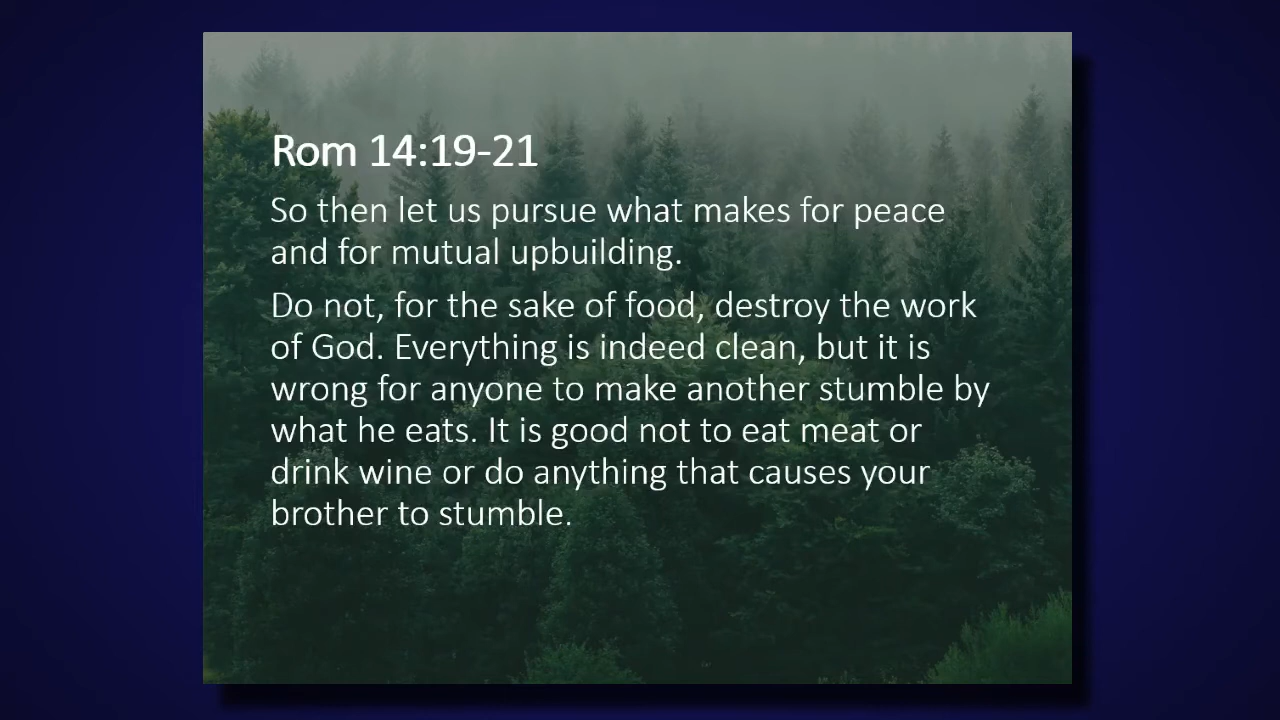 Rom 14:19-21
So then let us pursue what makes for peace
and for mutual upbuilding.
Do not, for the sake of food, destroy the work
of God. Everything is indeed clean, but it is
wrong for anyone to make another stumble by
what he eats. It is good not to eat meat or
drink wine or do anything that causes your
brother to stumble.